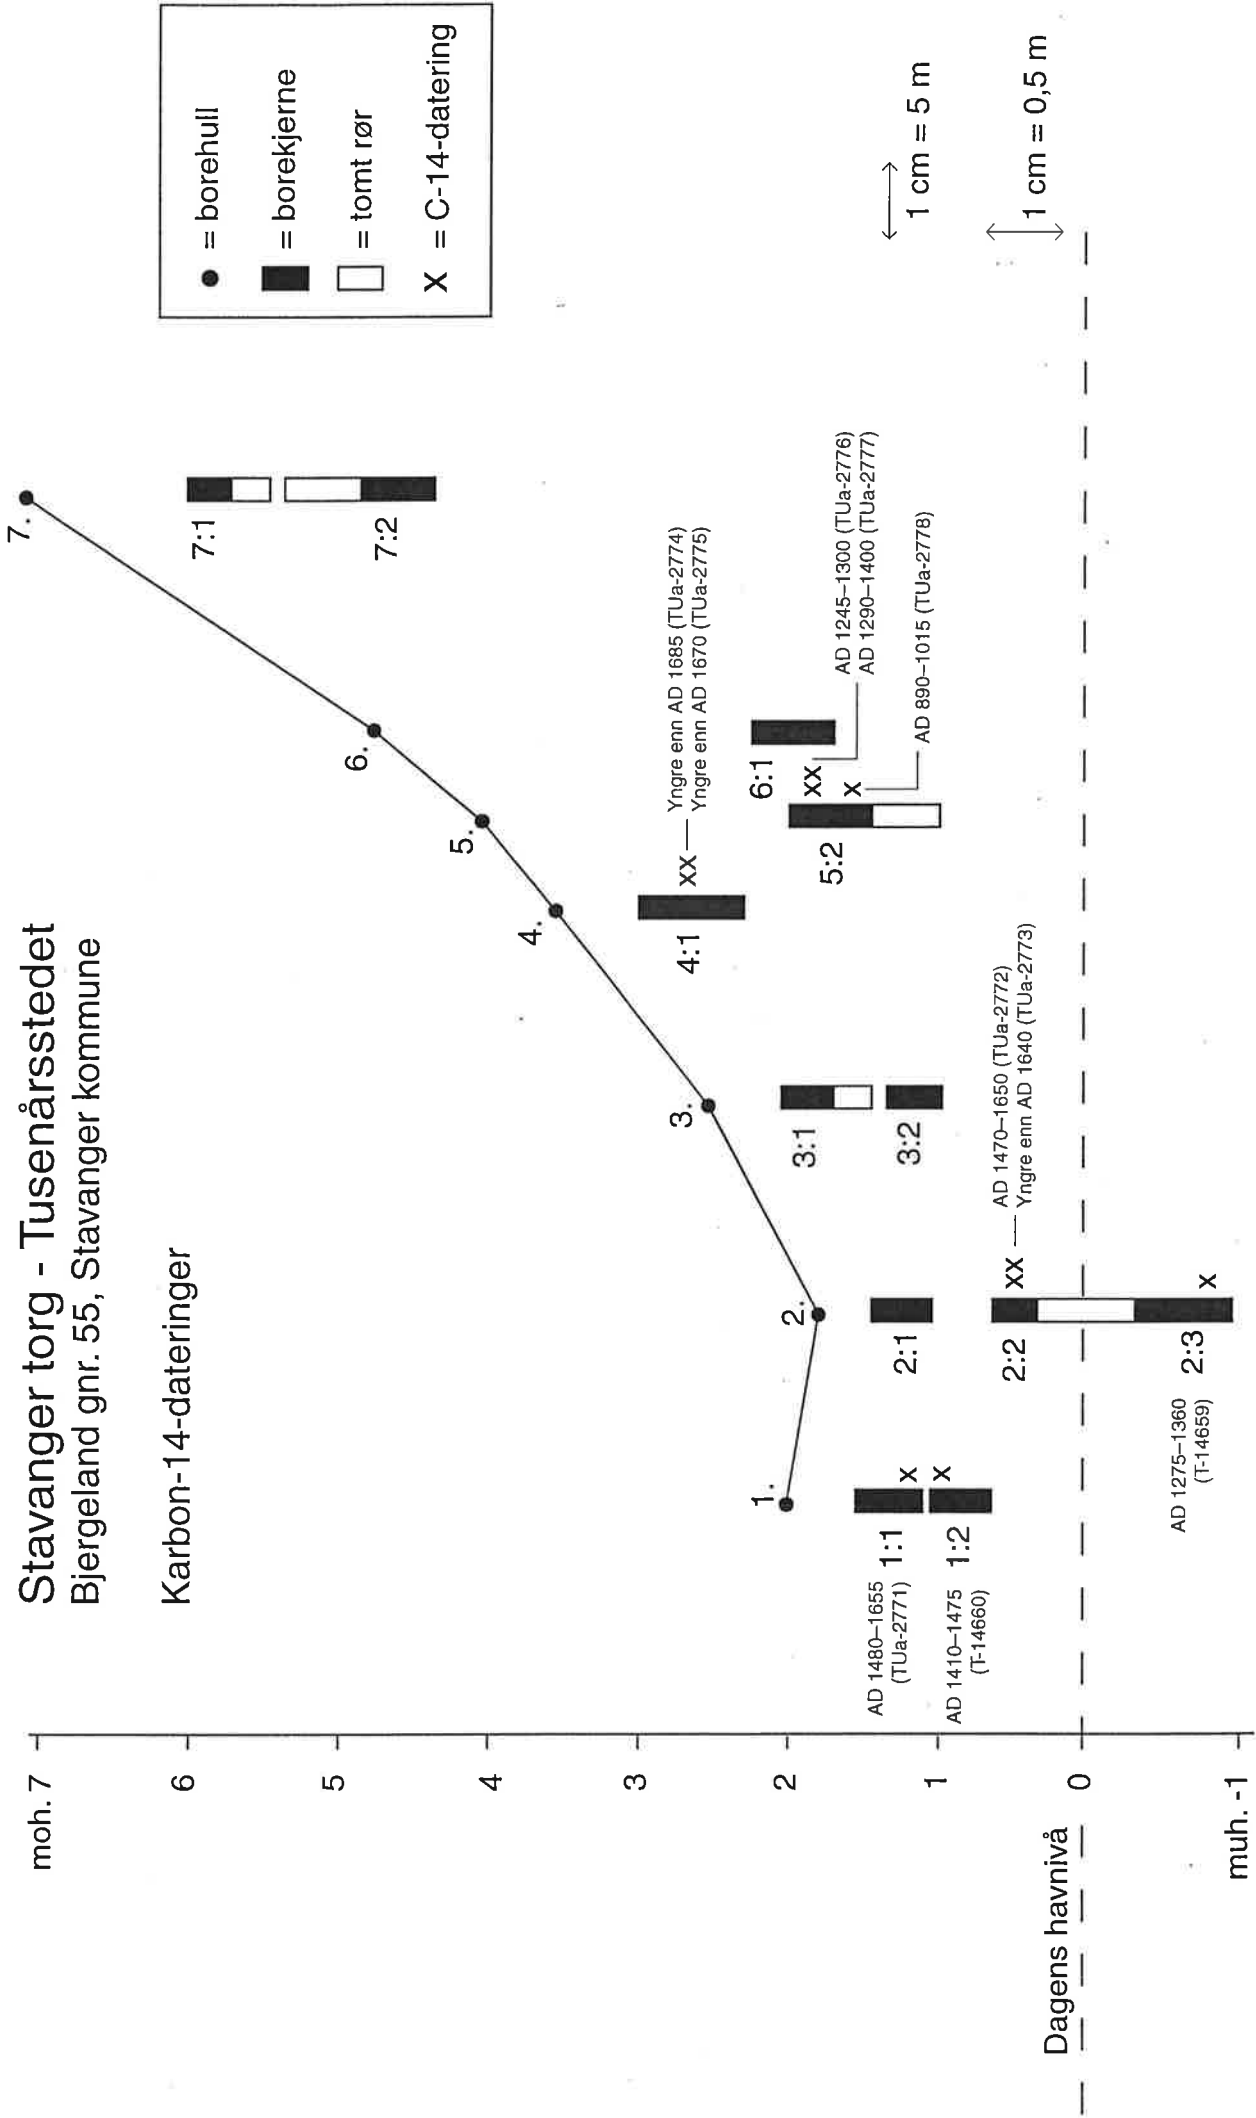 Stavanger torg - Tusenårsstedet
Bjergeland gnr. 55, Stavanger kommune
Karbon-14-dateringer
● = borehull
= borekjerne
= tomt rør
X = C-14-datering
moh. 7
6
5
4
3
2
1
0
muh. -1
Dagens havnivå
1.
2.
3.
4.
5.
6.
7.
7:1
7:2
6:1
5:2
4:1
3:1
3:2
2:1
2:2
2:3
1:1
1:2
xx
Yngre enn AD 1685 (TUa-2774)
Yngre enn AD 1670 (TUa-2775)
xx
AD 1245–1300 (TUa-2776)
AD 1290–1400 (TUa-2777)
x
AD 890–1015 (TUa-2778)
xx
AD 1470–1650 (TUa-2772)
Yngre enn AD 1640 (TUa-2773)
x
AD 1480–1655
(TUa-2771)
x
AD 1410–1475
(T-14660)
x
AD 1275–1360
(T-14659)
1 cm = 5 m
1 cm = 0,5 m